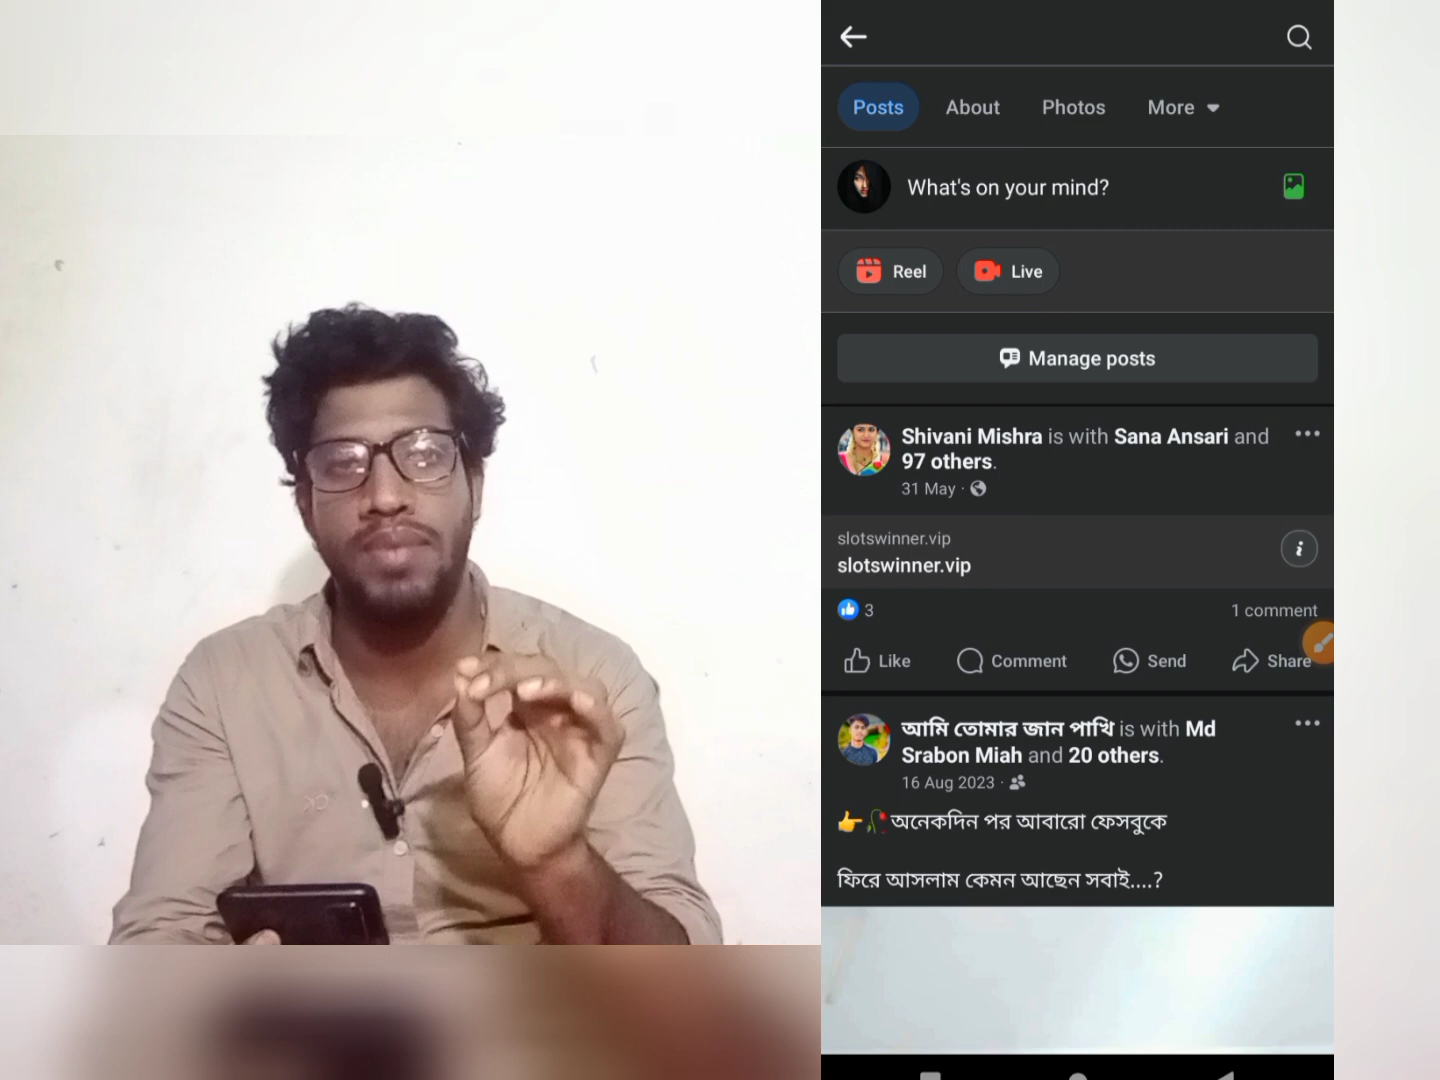 Posts About Photos More
What's on your mind?
Reel Live
Manage posts
Shivani Mishra is with Sana Ansari and
97 others.
31 May ·
slotswinner.vip
slotswinner.vip
3 1 comment
Like Comment Send Share
আমি তোমার জান পাখি is with Md
Srabon Miah and 20 others.
16 Aug 2023 ·
👉🥀অনেকদিন পর আবারো ফেসবুকে
ফিরে আসলাম কেমন আছেন সবাই....?